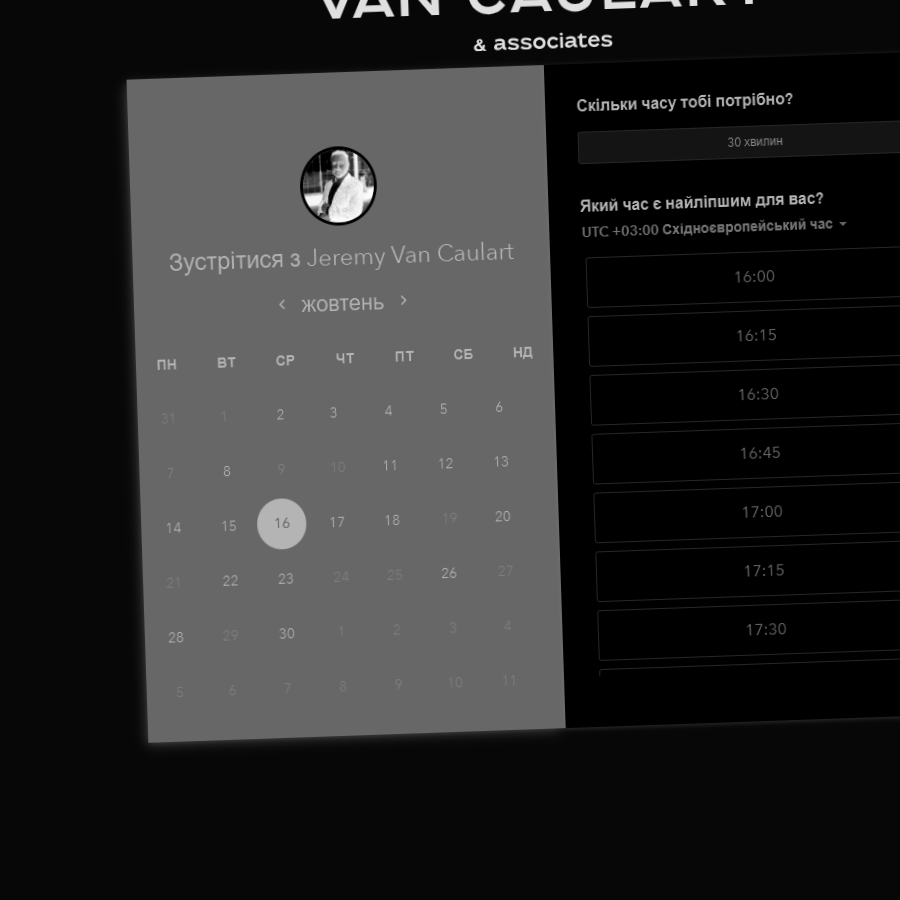 VAN CAULART
& associates
Зустрітися з Jeremy Van Caulart
‹ жовтень ›
ПН ВТ СР ЧТ ПТ СБ НД
31 1 2 3 4 5 6
7 8 9 10 11 12 13
14 15 16 17 18 19 20
21 22 23 24 25 26 27
28 29 30 1 2 3 4
5 6 7 8 9 10 11
Скільки часу тобі потрібно?
30 хвилин
Який час є найліпшим для вас?
UTC +03:00 Східноєвропейський час
16:00
16:15
16:30
16:45
17:00
17:15
17:30